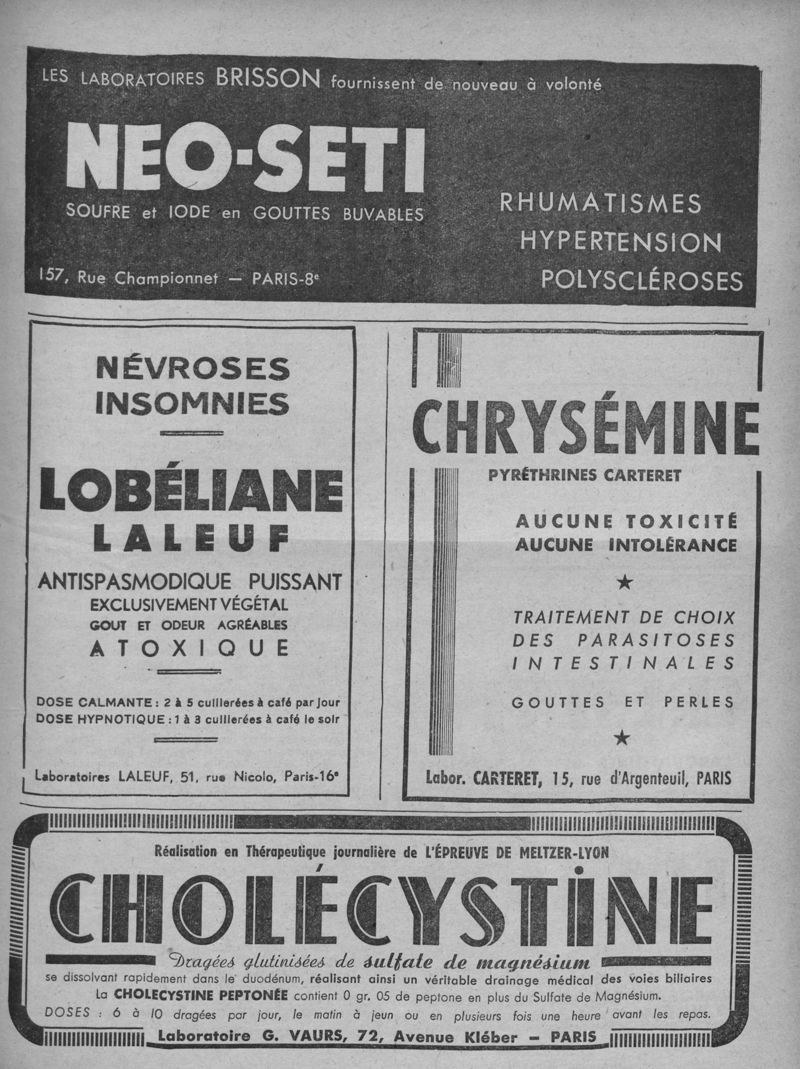 LES LABORATOIRES BRISSON fournissent de nouveau à volonté
NEO-SETI
SOUFRE et IODE en GOUTTES BUVABLES
RHUMATISMES
HYPERTENSION
POLYSCLÉROSES
157, Rue Championnet — PARIS-8e
NÉVROSES
INSOMNIES
LOBÉLIANE
LALEUF
ANTISPASMODIQUE PUISSANT
EXCLUSIVEMENT VÉGÉTAL
GOUT ET ODEUR AGRÉABLES
ATOXIQUE
DOSE CALMANTE : 2 à 5 cuillerées à café par jour
DOSE HYPNOTIQUE : 1 à 3 cuillerées à café le soir
Laboratoires LALEUF, 51, rue Nicolo, Paris-16e
CHRYSÉMINE
PYRÉTHRINES CARTERET
AUCUNE TOXICITÉ
AUCUNE INTOLÉRANCE
★
TRAITEMENT DE CHOIX
DES PARASITOSES
INTESTINALES
GOUTTES ET PERLES
★
Labor. CARTERET, 15, rue d'Argenteuil, PARIS
Réalisation en Thérapeutique journalière de L'ÉPREUVE DE MELTZER-LYON
CHOLÉCYSTINE
Dragées glutinisées de sulfate de magnésium
se dissolvant rapidement dans le duodénum, réalisant ainsi un véritable drainage médical des voies biliaires
La CHOLECYSTINE PEPTONÉE contient 0 gr. 05 de peptone en plus du Sulfate de Magnésium.
DOSES : 6 à 10 dragées par jour, le matin à jeun ou en plusieurs fois une heure avant les repas.
Laboratoire G. VAURS, 72, Avenue Kléber — PARIS